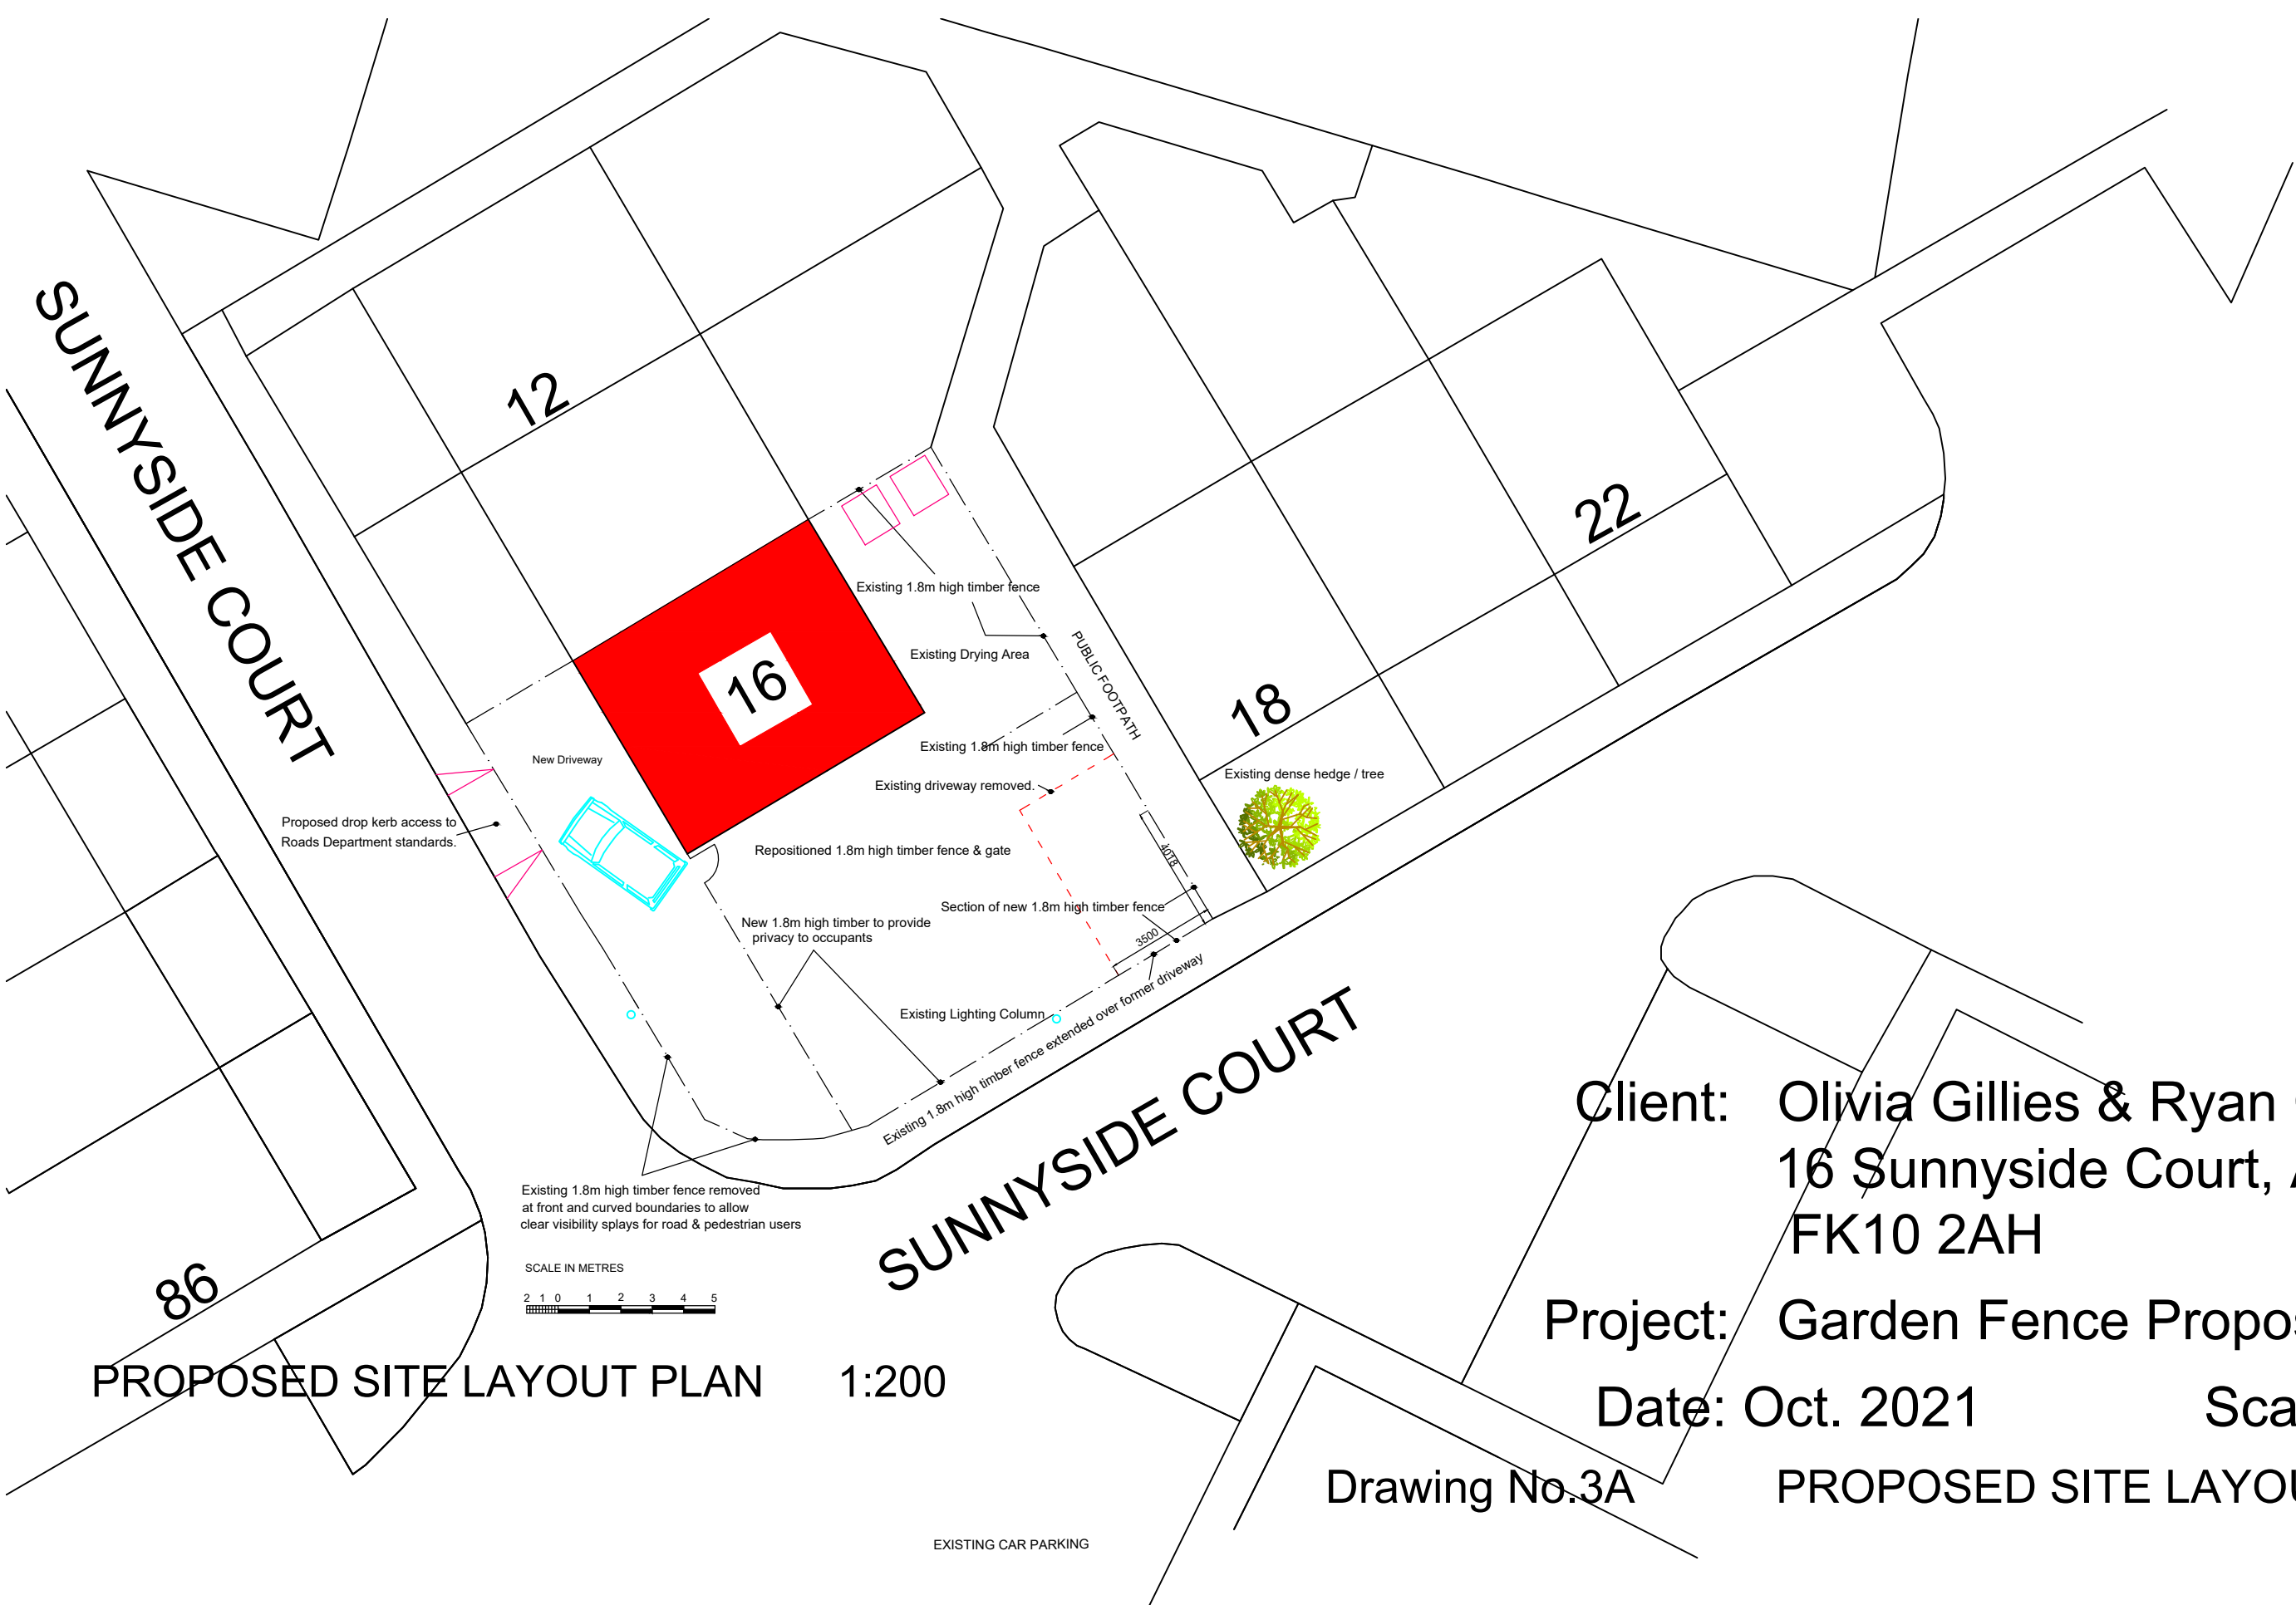 SUNNYSIDE COURT
12
22
Existing 1.8m high timber fence
PUBLIC FOOTPATH
Existing Drying Area
16
18
Existing 1.8m high timber fence
New Driveway
Existing dense hedge / tree
Existing driveway removed.
Proposed drop kerb access to
Roads Department standards.
Repositioned 1.8m high timber fence & gate
4018
Section of new 1.8m high timber fence
New 1.8m high timber to provide
privacy to occupants
3500
Existing Lighting Column
Existing 1.8m high timber fence extended over former driveway
SUNNYSIDE COURT
Existing 1.8m high timber fence removed
at front and curved boundaries to allow
clear visibility splays for road & pedestrian users
SCALE IN METRES
2 1 0 1 2 3 4 5
86
PROPOSED SITE LAYOUT PLAN 1:200
Client: Olivia Gillies & Ryan
16 Sunnyside Court,
FK10 2AH
Project: Garden Fence Propos
Date: Oct. 2021 Sca
Drawing No.3A PROPOSED SITE LAYOU
EXISTING CAR PARKING